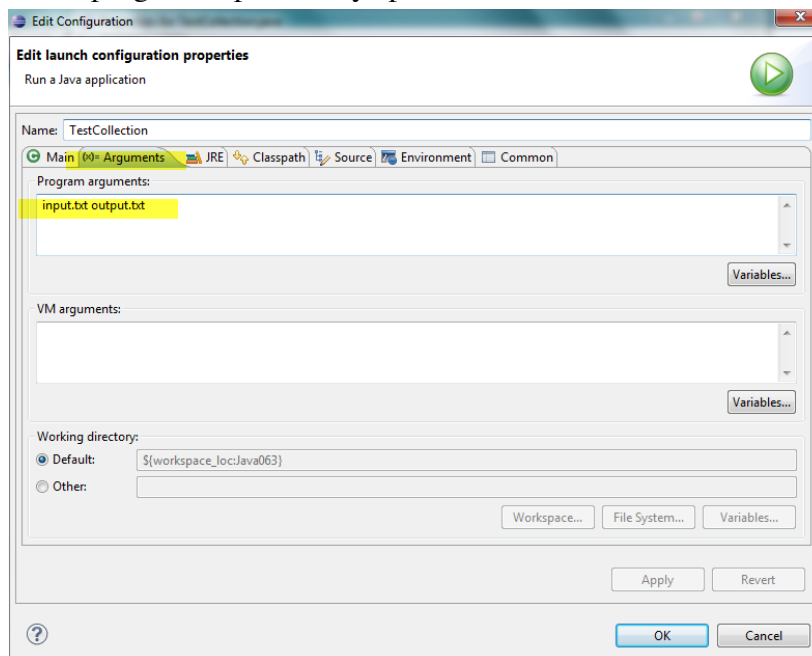 Edit Configuration
Edit launch configuration properties
Run a Java application
Name: TestCollection
Main (x)= Arguments JRE Classpath Source Environment Common
Program arguments:
input.txt output.txt
Variables...
VM arguments:
Variables...
Working directory:
Default: ${workspace_loc:Java063}
Other:
Workspace... File System... Variables...
Apply Revert
? OK Cancel